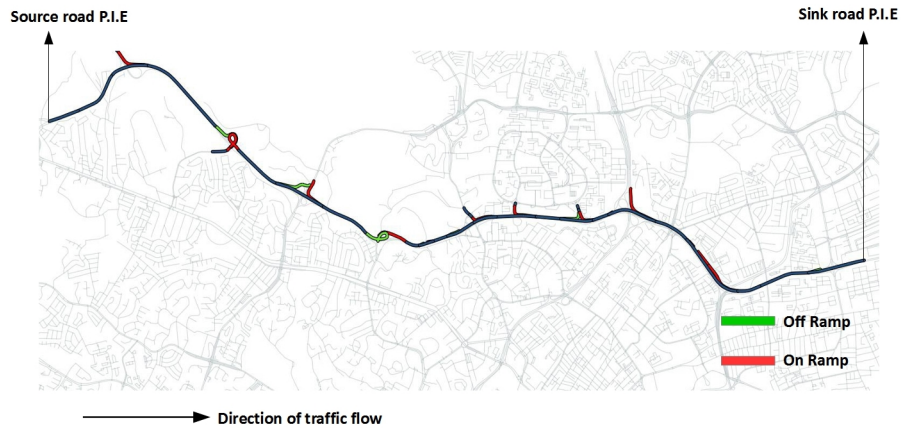 Source road P.I.E
Sink road P.I.E
Off Ramp
On Ramp
Direction of traffic flow